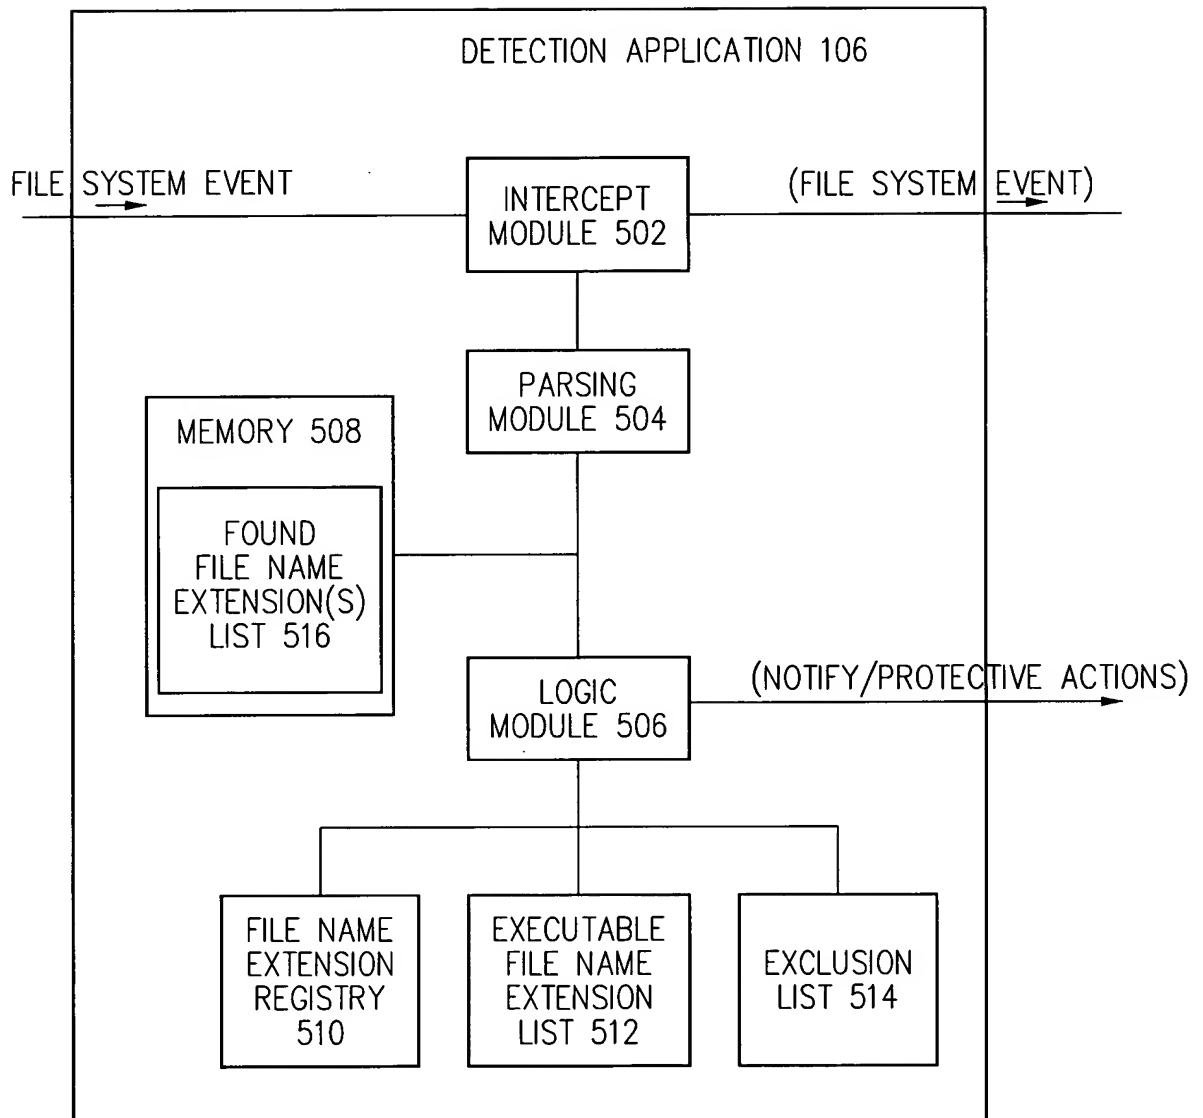 DETECTION APPLICATION 106
FILE SYSTEM EVENT
INTERCEPT
MODULE 502
(FILE SYSTEM EVENT)
PARSING
MODULE 504
MEMORY 508
FOUND
FILE NAME
EXTENSION(S)
LIST 516
LOGIC
MODULE 506
(NOTIFY/PROTECTIVE ACTIONS)
FILE NAME
EXTENSION
REGISTRY
510
EXECUTABLE
FILE NAME
EXTENSION
LIST 512
EXCLUSION
LIST 514